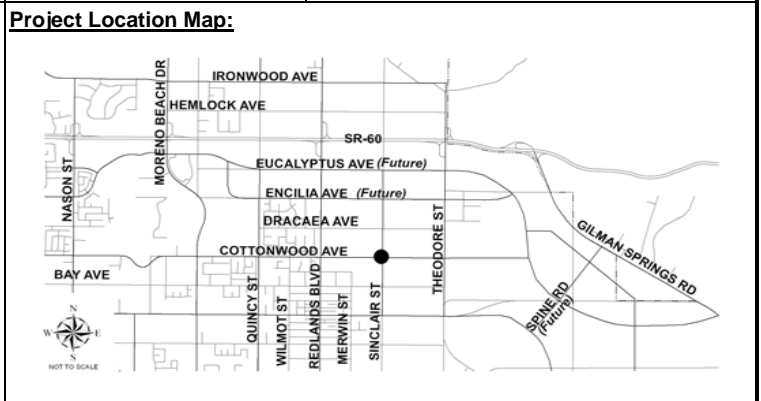 Project Location Map:
IRONWOOD AVE
MORENO BEACH DR
HEMLOCK AVE
SR-60
EUCALYPTUS AVE (Future)
NASON ST
ENCILIA AVE (Future)
DRACAEA AVE
THEODORE ST
COTTONWOOD AVE
GILMAN SPRINGS RD
BAY AVE
QUINCY ST
WILMOT ST
REDLANDS BLVD
MERWIN ST
SINCLAIR ST
SPINE RD
(Future)
N
W
E
S
NOT TO SCALE